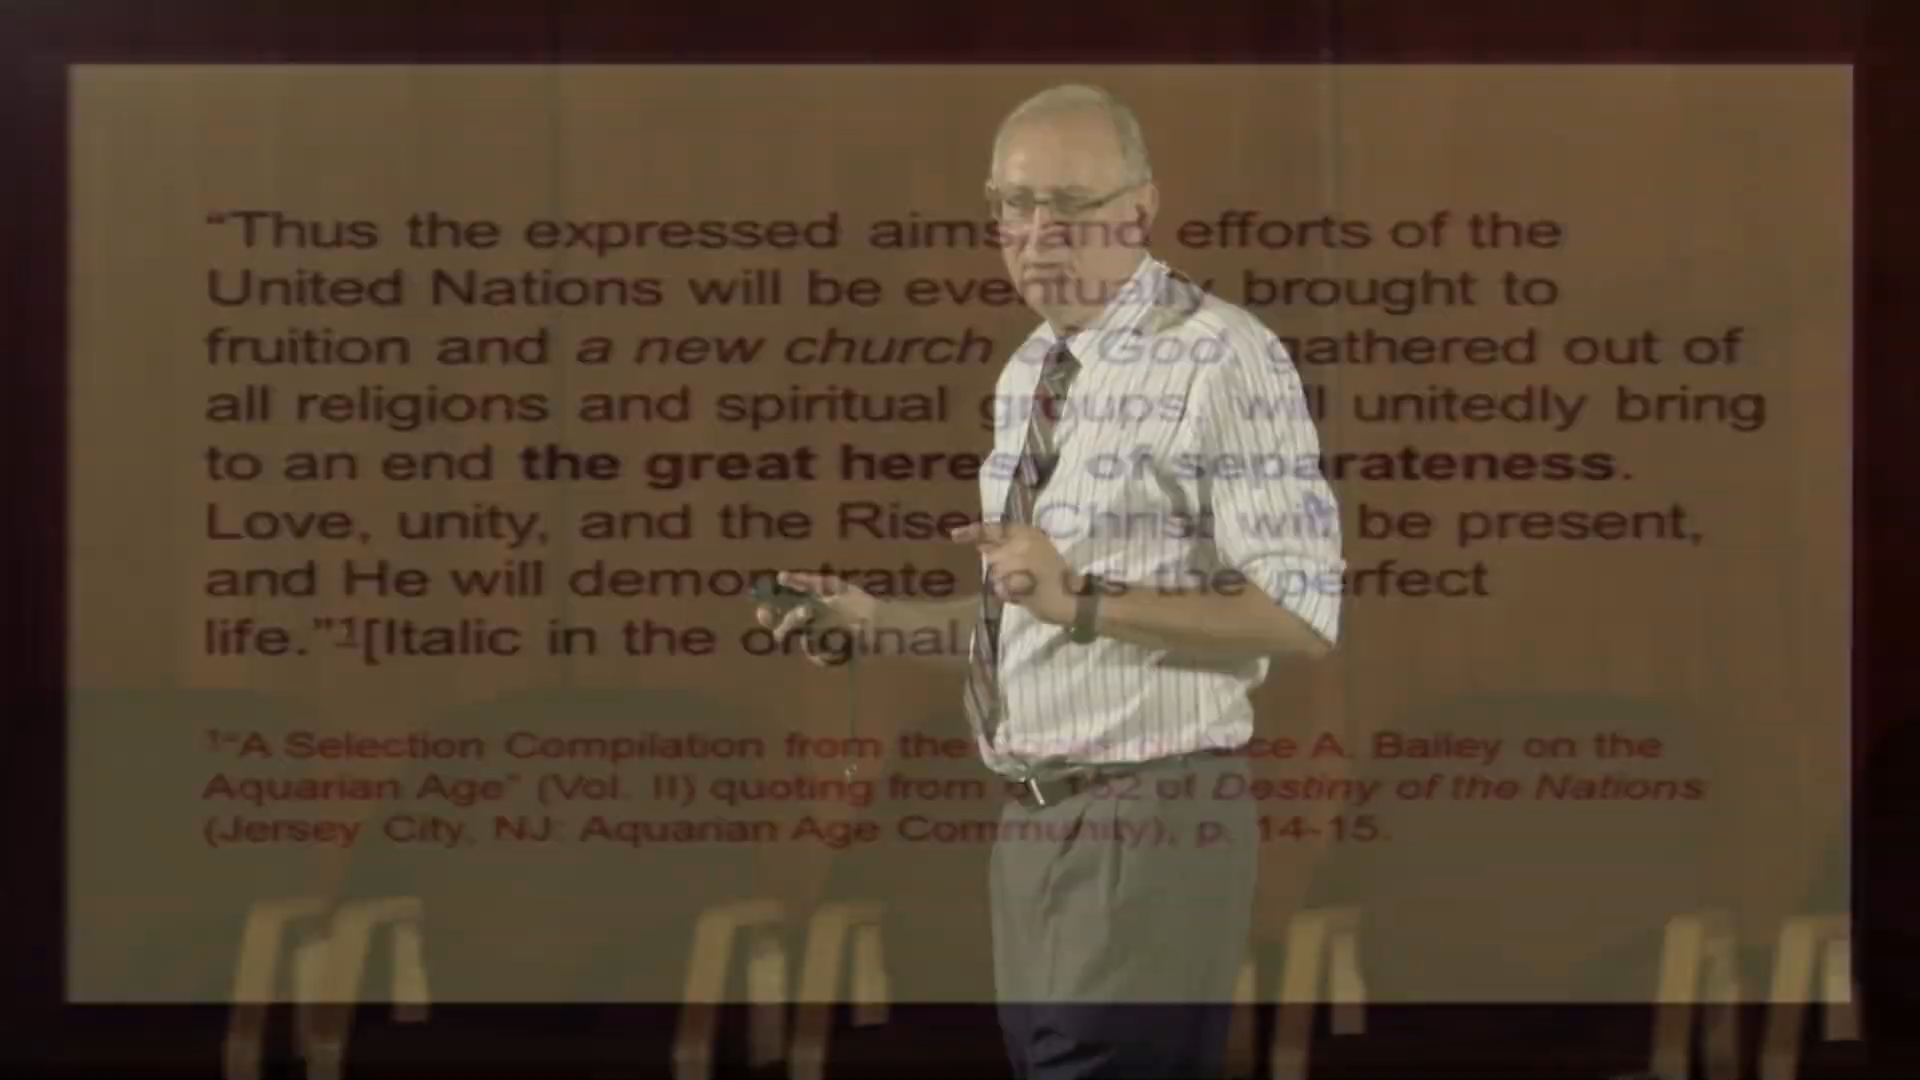 “Thus the expressed aims and efforts of the
United Nations will be eventually brought to
fruition and a new church of God gathered out of
all religions and spiritual groups, will unitedly bring
to an end the great heresy of separateness.
Love, unity, and the Risen Christ will be present,
and He will demonstrate to us the perfect
life.”1[Italic in the original.]
1“A Selection Compilation from the Alice A. Bailey on the
Aquarian Age” (Vol. II) quoting from p. 152 of Destiny of the Nations
(Jersey City, NJ: Aquarian Age Community), p. 14-15.